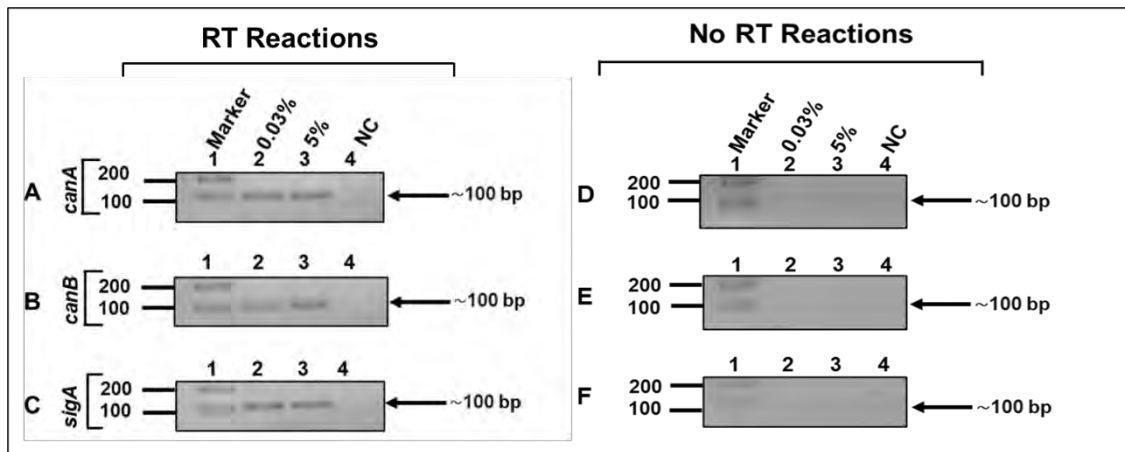 RT Reactions
No RT Reactions
Marker 0.03% 5% NC
1 2 3 4
A canA 200 100 ~100 bp
1 2 3 4
B canB 200 100 ~100 bp
1 2 3 4
C sigA 200 100 ~100 bp
Marker 0.03% 5% NC
1 2 3 4
D 200 100 ~100 bp
1 2 3 4
E 200 100 ~100 bp
1 2 3 4
F 200 100 ~100 bp